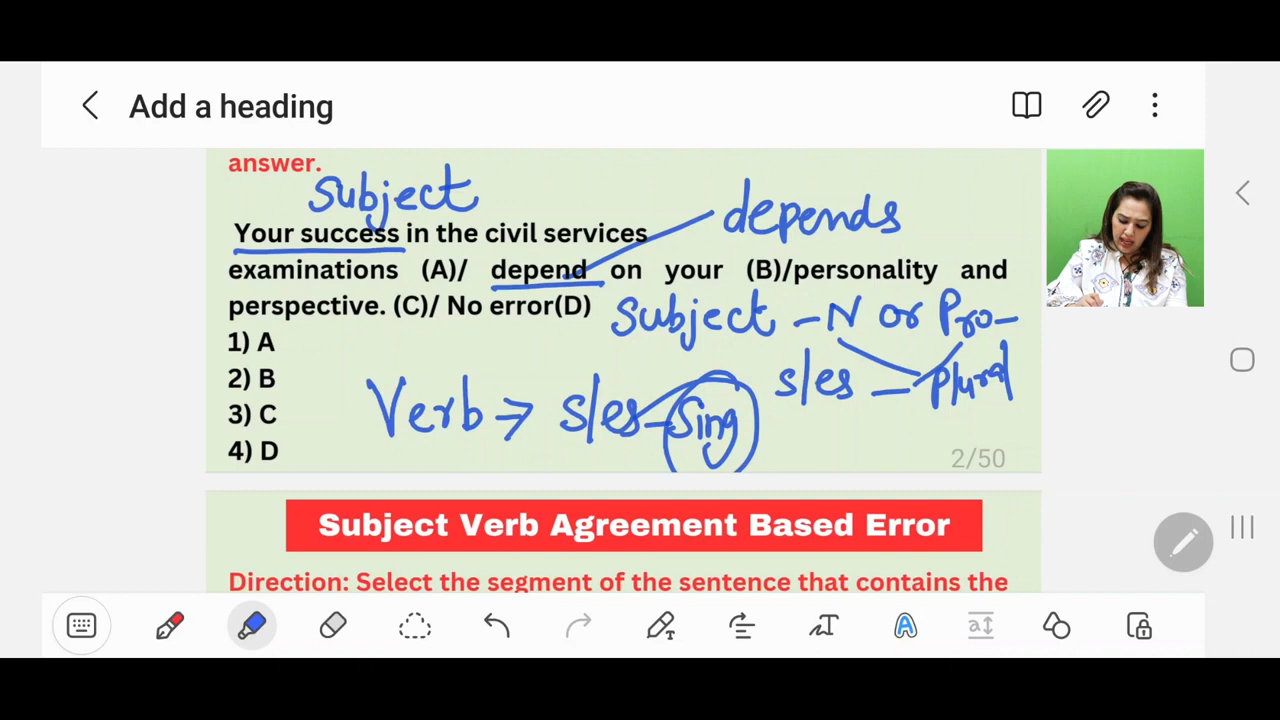 Add a heading
answer.
Subject
depends
Your success in the civil services
examinations (A)/ depend on your (B)/personality and
perspective. (C)/ No error(D)
Subject - N or Pro-
1) A
s/es - Plural
2) B
Verb → s/es - Sing
3) C
4) D
2/50
Subject Verb Agreement Based Error
Direction: Select the segment of the sentence that contains the